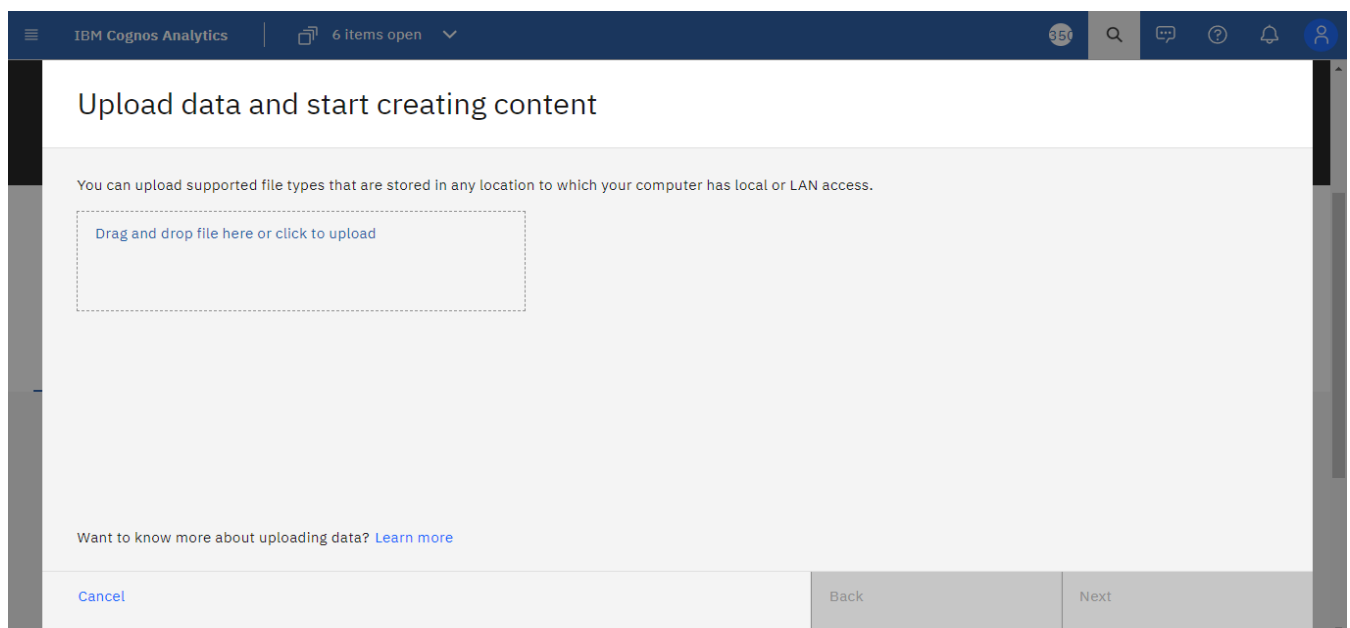 IBM Cognos Analytics
6 items open
350
Upload data and start creating content
You can upload supported file types that are stored in any location to which your computer has local or LAN access.
Drag and drop file here or click to upload
Want to know more about uploading data? Learn more
Cancel
Back
Next